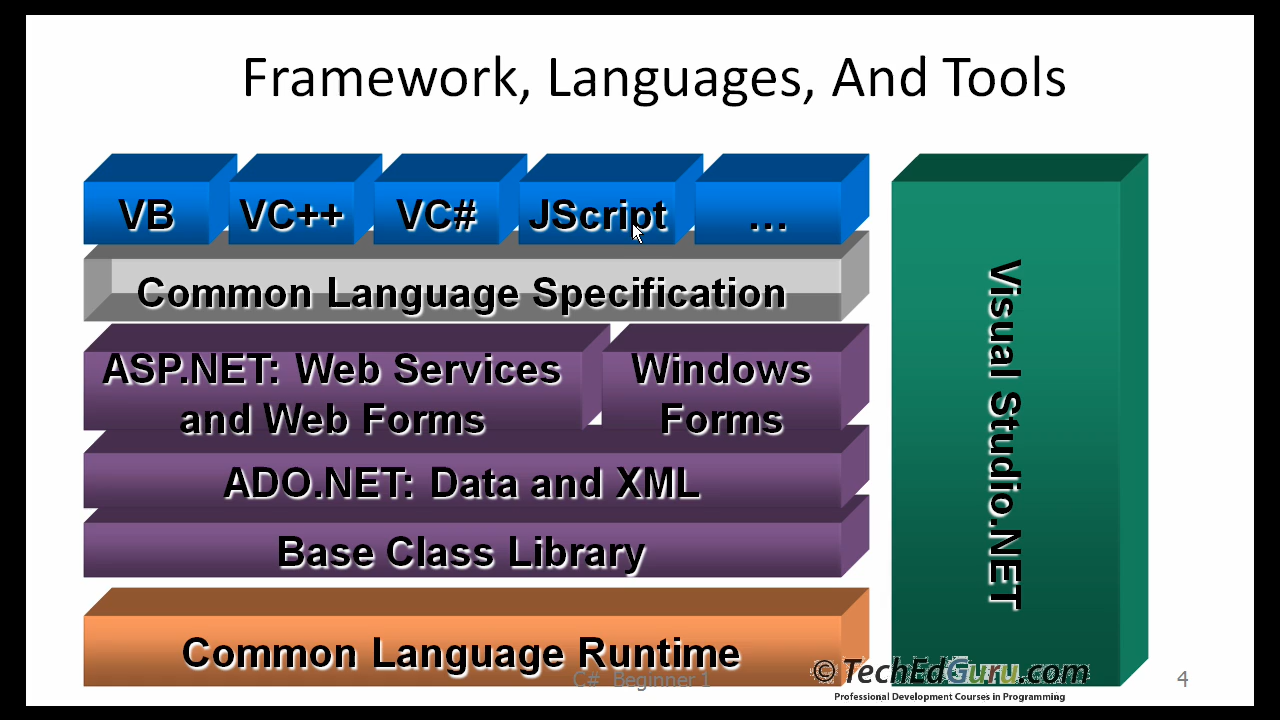 Framework, Languages, And Tools
VB VC++ VC# JScript ...
Common Language Specification
ASP.NET: Web Services
and Web Forms
Windows
Forms
ADO.NET: Data and XML
Base Class Library
Common Language Runtime
Visual Studio.NET
C# Beginner 1
© TechEdGuru.com
Professional Development Courses in Programming
4